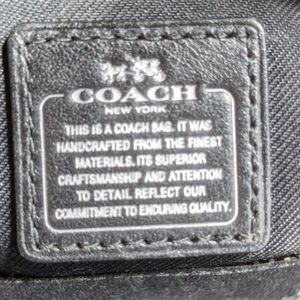 COACH
NEW YORK
THIS IS A COACH BAG. IT WAS
HANDCRAFTED FROM THE FINEST
MATERIALS. ITS SUPERIOR
CRAFTSMANSHIP AND ATTENTION
TO DETAIL REFLECT OUR
COMMITMENT TO ENDURING QUALITY.